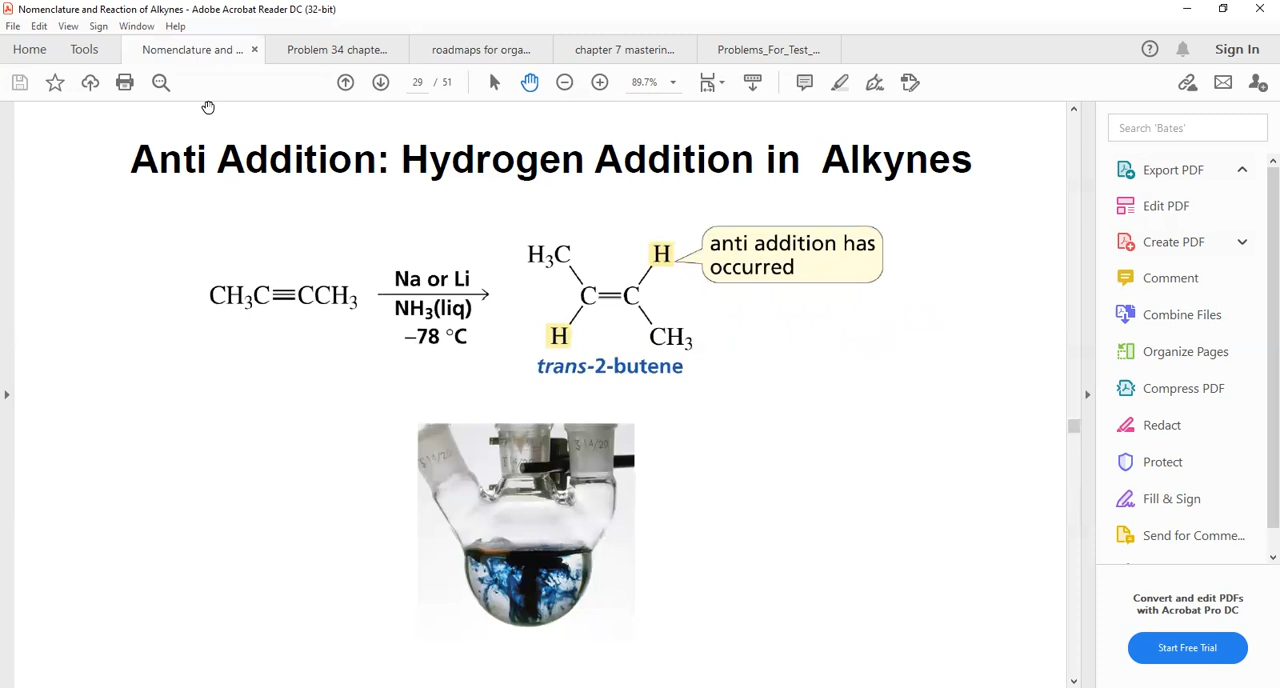 Nomenclature and Reaction of Alkynes - Adobe Acrobat Reader DC (32-bit)
File Edit View Sign Window Help
Home Tools Nomenclature and ... × Problem 34 chapte... roadmaps for orga... chapter 7 masterin... Problems_For_Test_... Sign In
29 / 51 89.7%
Search 'Bates'
Anti Addition: Hydrogen Addition in Alkynes
CH₃C≡CCH₃
Na or Li
NH₃(liq)
−78 °C
H₃C H
C=C
H CH₃
trans-2-butene
anti addition has
occurred
Export PDF
Edit PDF
Create PDF
Comment
Combine Files
Organize Pages
Compress PDF
Redact
Protect
Fill & Sign
Send for Comme...
Convert and edit PDFs
with Acrobat Pro DC
Start Free Trial